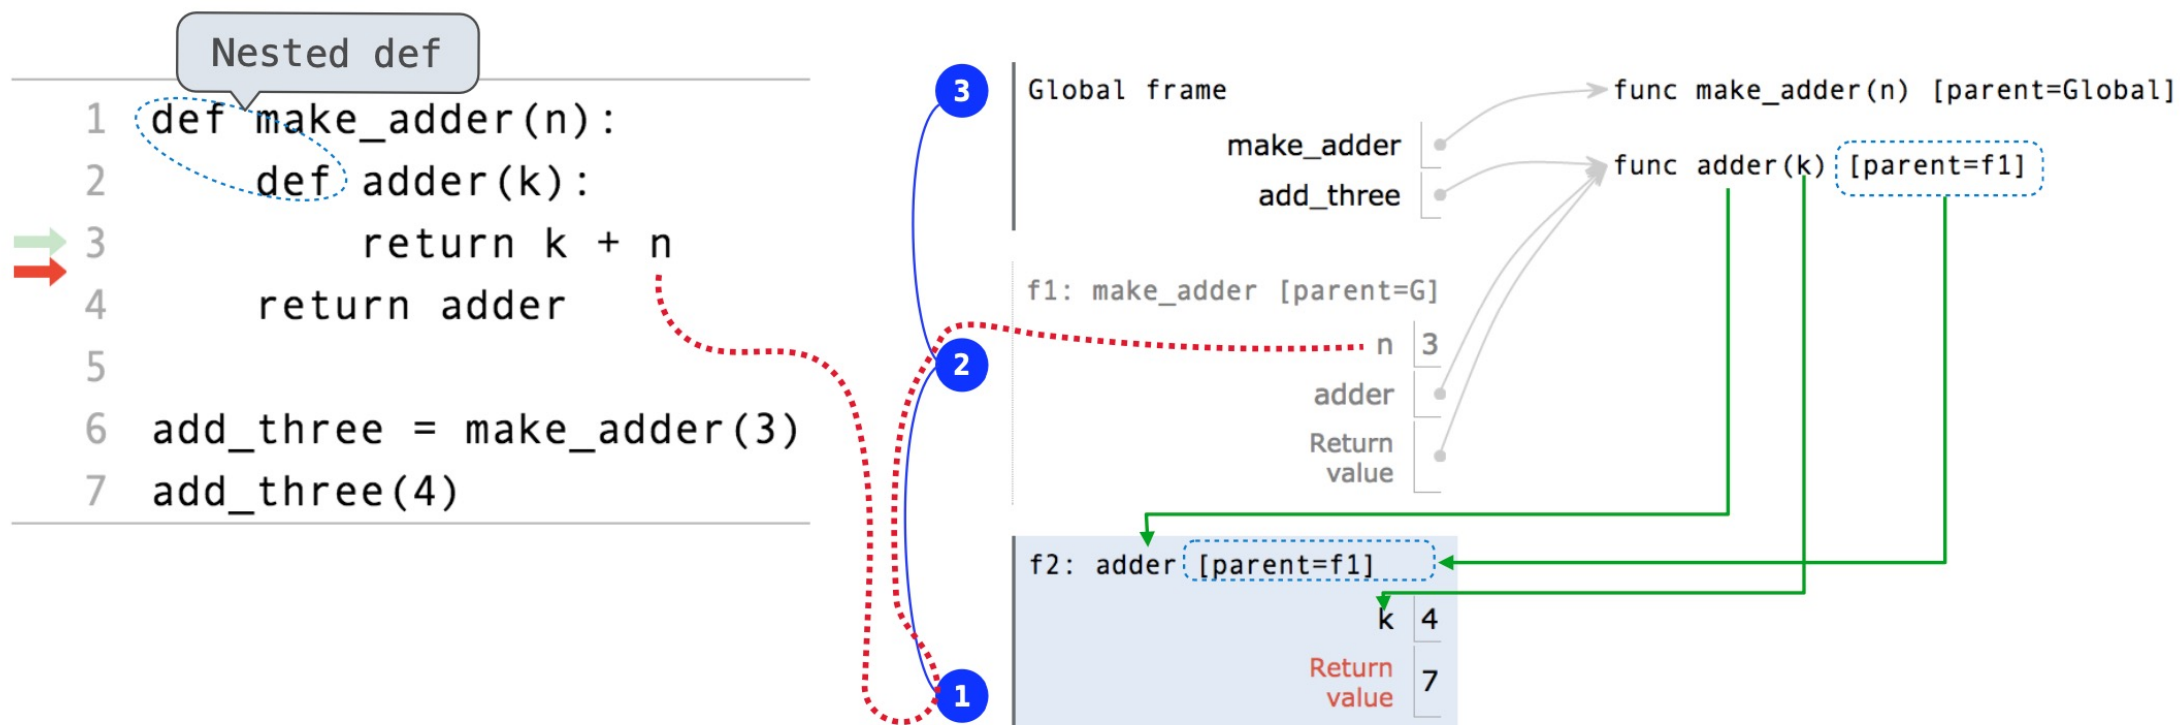 Nested def
1 def make_adder(n):
2     def adder(k):
3         return k + n
4     return adder
5
6 add_three = make_adder(3)
7 add_three(4)
3
2
1
Global frame
make_adder
add_three
func make_adder(n) [parent=Global]
func adder(k) [parent=f1]
f1: make_adder [parent=G]
n 3
adder
Return
value
f2: adder [parent=f1]
k 4
Return
value 7